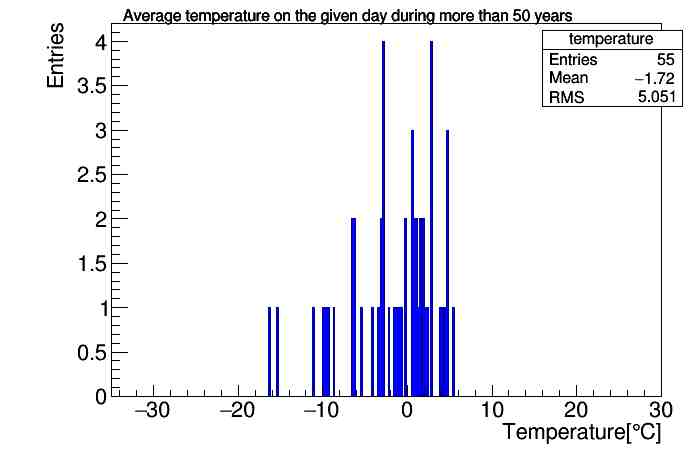 Average temperature on the given day during more than 50 years
temperature
Entries 55
Mean −1.72
RMS 5.051
Entries
4
3.5
3
2.5
2
1.5
1
0.5
0
−30 −20 −10 0 10 20 30
Temperature[°C]